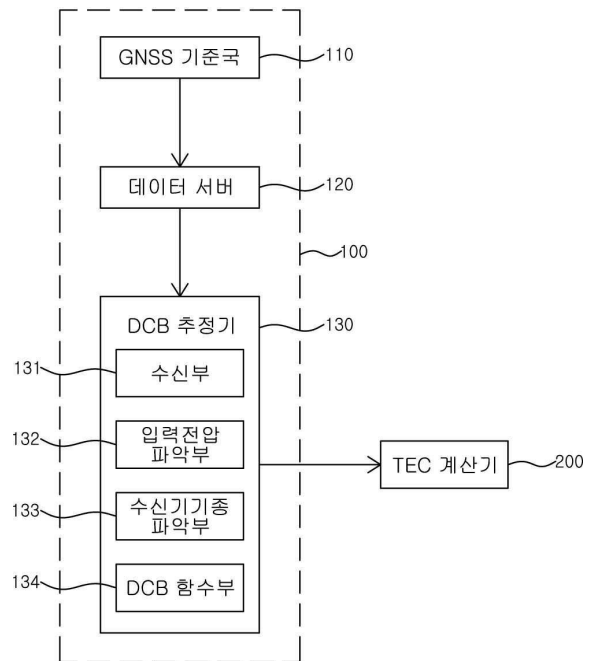 GNSS 기준국
110
데이터 서버
120
100
DCB 추정기
130
131
수신부
132
입력전압
파악부
TEC 계산기
200
133
수신기기종
파악부
134
DCB 함수부